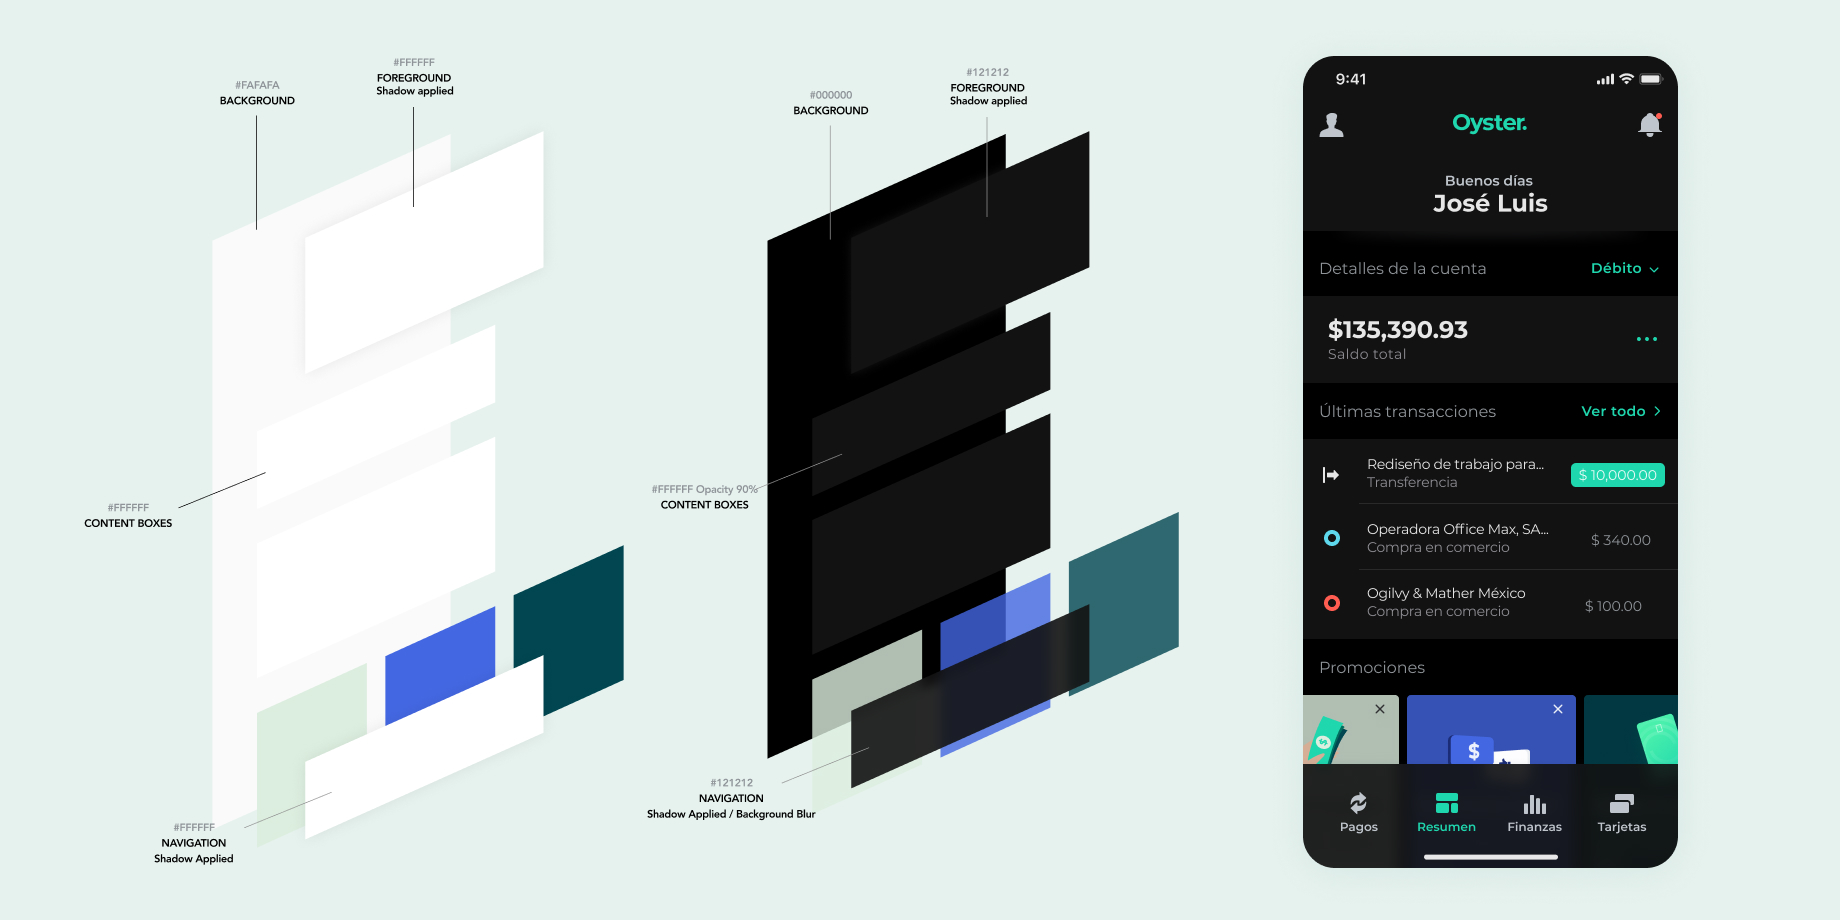 #FAFAFA
BACKGROUND
#FFFFFF
FOREGROUND
Shadow applied
#FFFFFF
CONTENT BOXES
#FFFFFF
NAVIGATION
Shadow Applied
#000000
BACKGROUND
#121212
FOREGROUND
Shadow applied
#FFFFFF Opacity 90%
CONTENT BOXES
#121212
NAVIGATION
Shadow Applied / Background Blur
9:41
Oyster.
Buenos días
José Luis
Detalles de la cuenta
Débito
$135,390.93
Saldo total
Últimas transacciones
Ver todo
Rediseño de trabajo para...
$ 10,000.00
Transferencia
Operadora Office Max, SA...
$ 340.00
Compra en comercio
Ogilvy & Mather México
$ 100.00
Compra en comercio
Promociones
$
$
Pagos
Resumen
Finanzas
Tarjetas